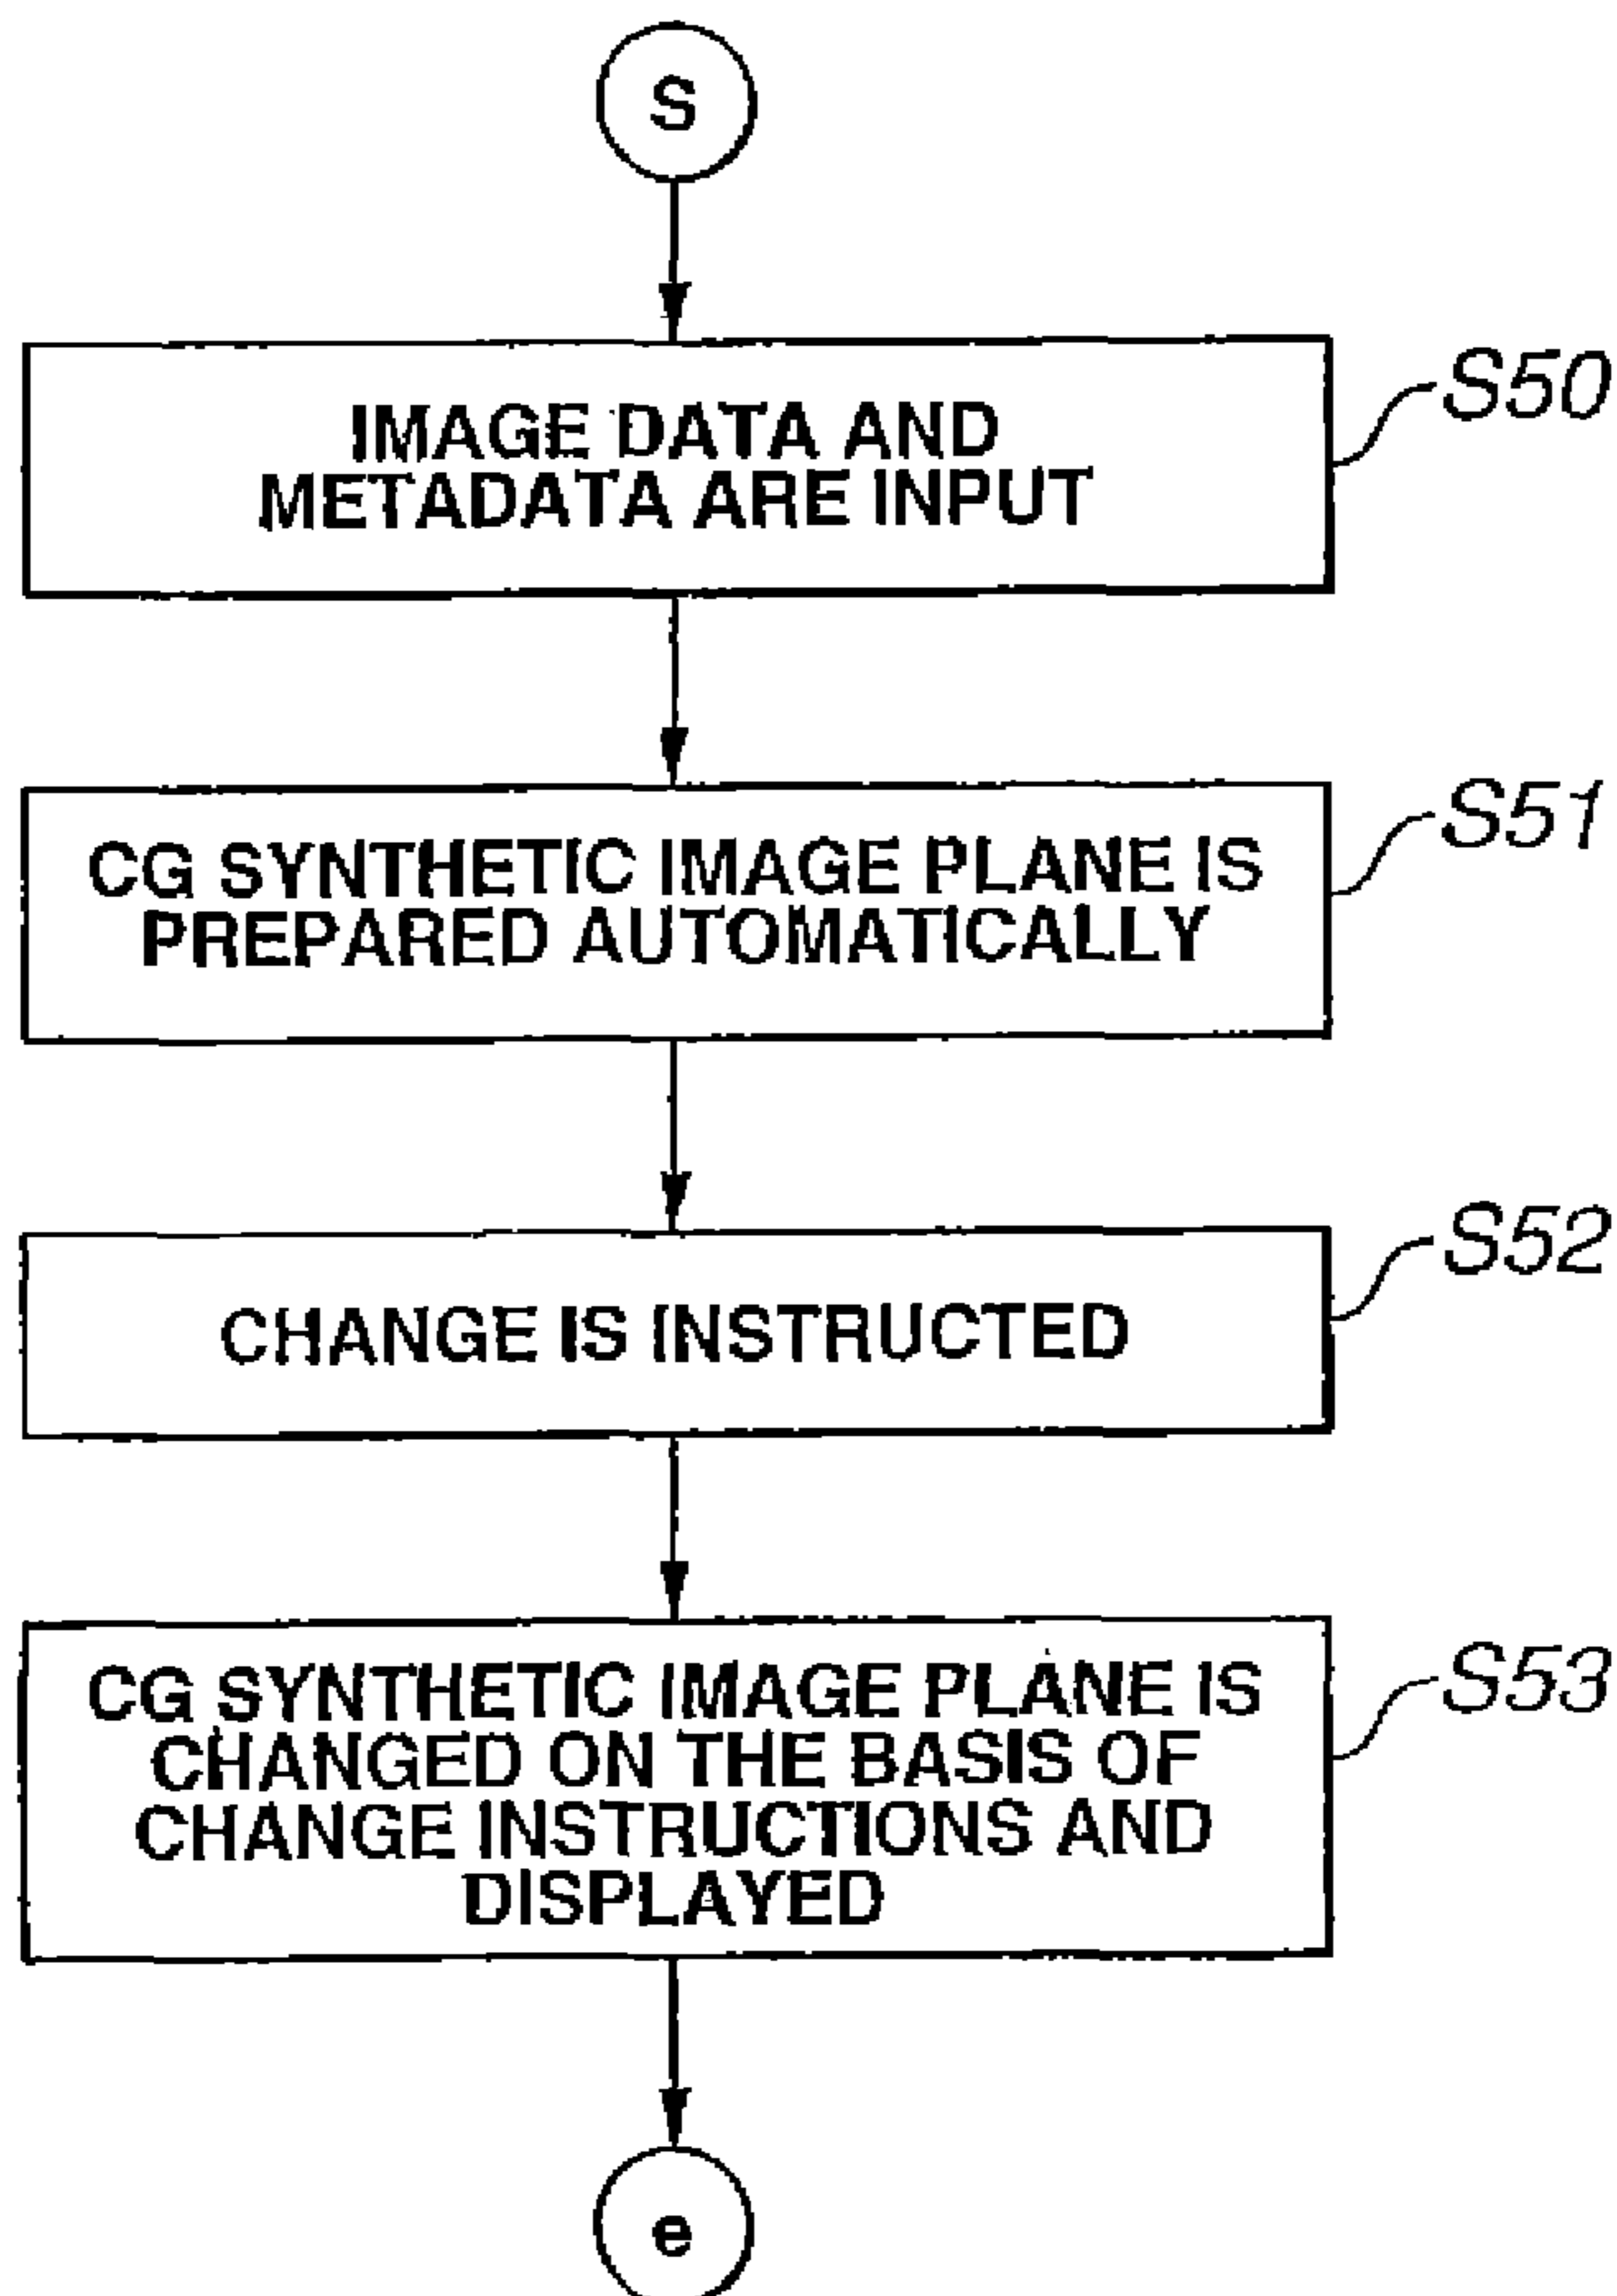 S
IMAGE DATA AND
METADATA ARE INPUT
S50
CG SYNTHETIC IMAGE PLANE IS
PREPARED AUTOMATICALLY
S51
CHANGE IS INSTRUCTED
S52
CG SYNTHETIC IMAGE PLANE IS
CHANGED ON THE BASIS OF
CHANGE INSTRUCTIONS AND
DISPLAYED
S53
e